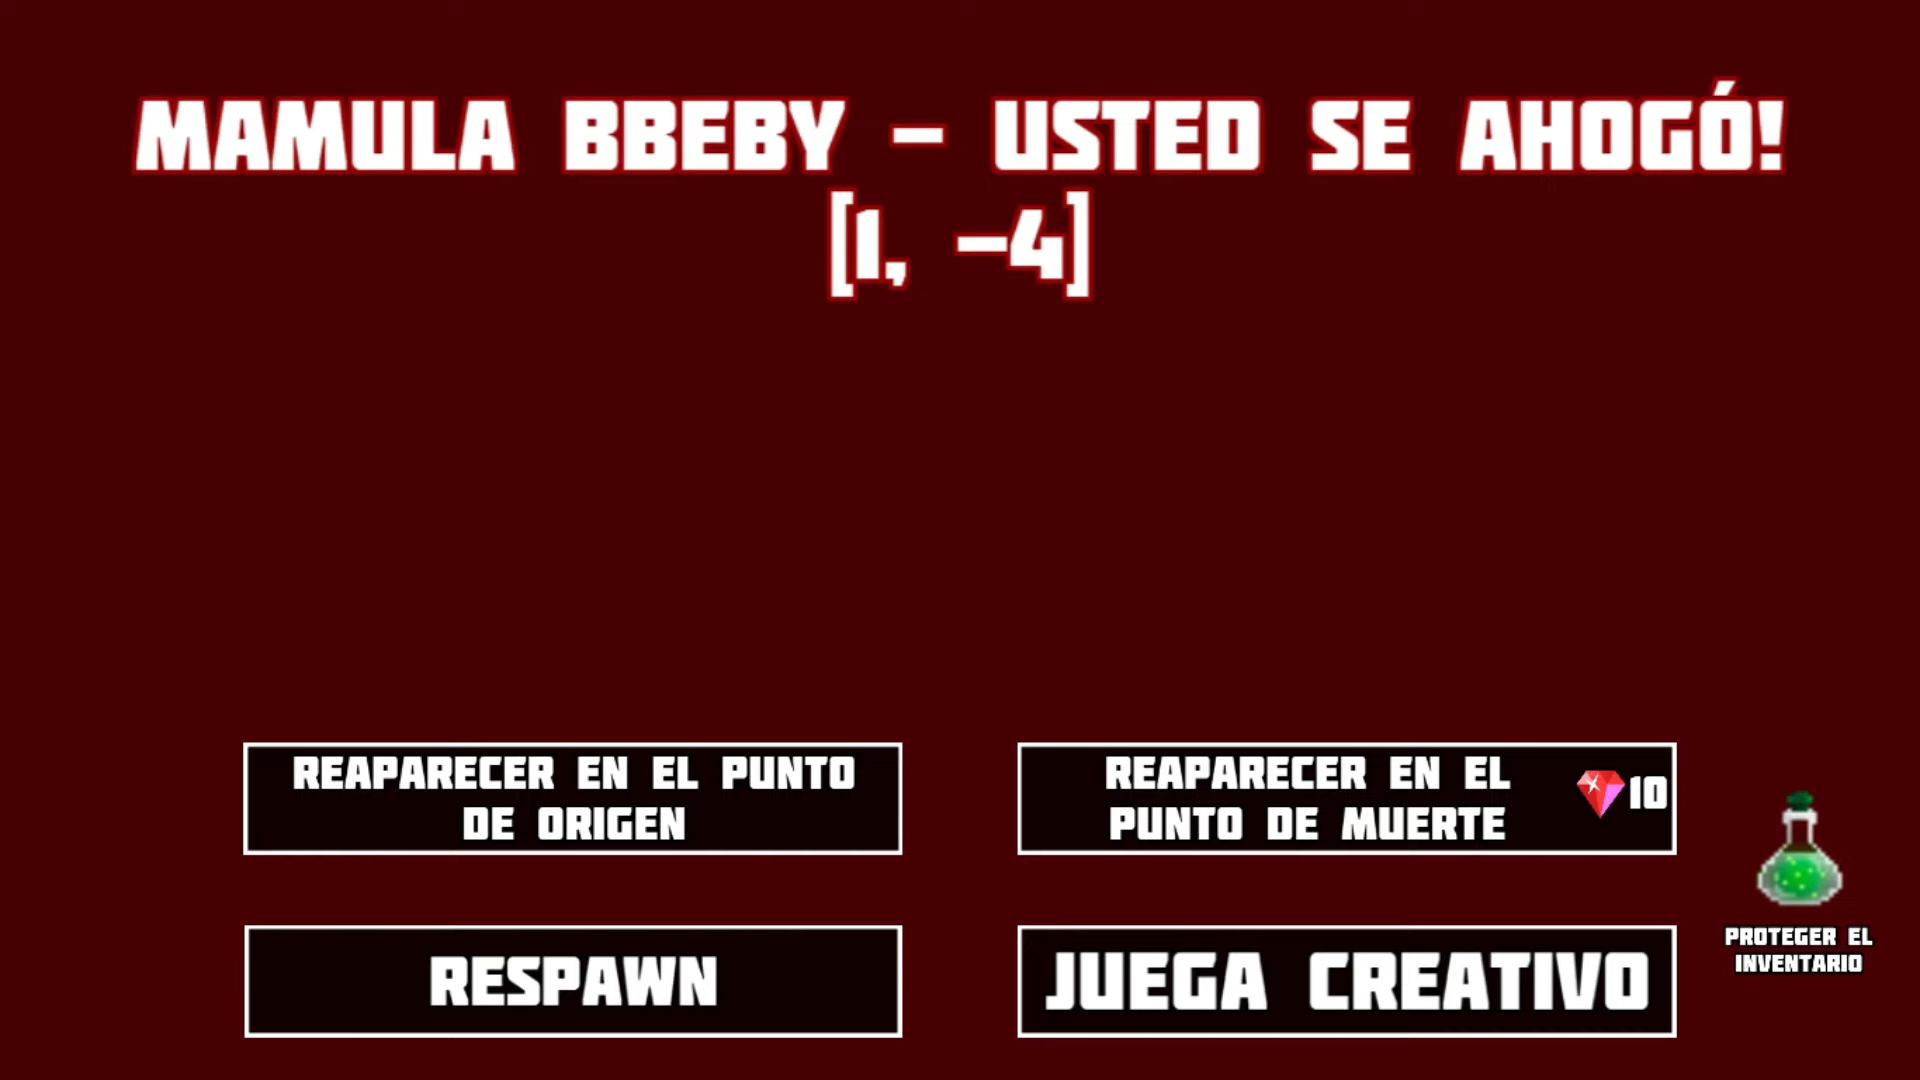 MAMULA BBEBY - USTED SE AHOGÓ!
[1, -4]
REAPARECER EN EL PUNTO
DE ORIGEN
REAPARECER EN EL
PUNTO DE MUERTE
10
RESPAWN
JUEGA CREATIVO
PROTEGER EL
INVENTARIO